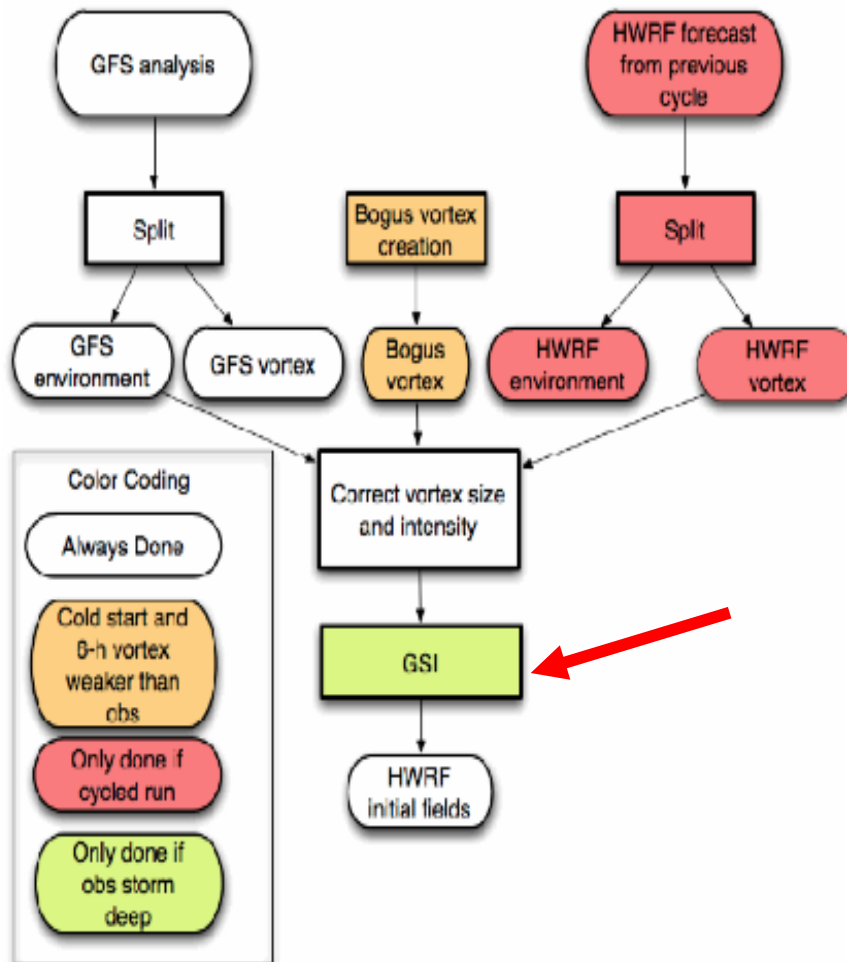 GFS analysis
HWRF forecast
from previous
cycle
Split
Bogus vortex
creation
Split
GFS
environment
GFS vortex
Bogus
vortex
HWRF
environment
HWRF
vortex
Correct vortex size
and intensity
GSI
HWRF
initial fields
Color Coding
Always Done
Cold start and
6-h vortex
weaker than
obs
Only done if
cycled run
Only done if
obs storm
deep